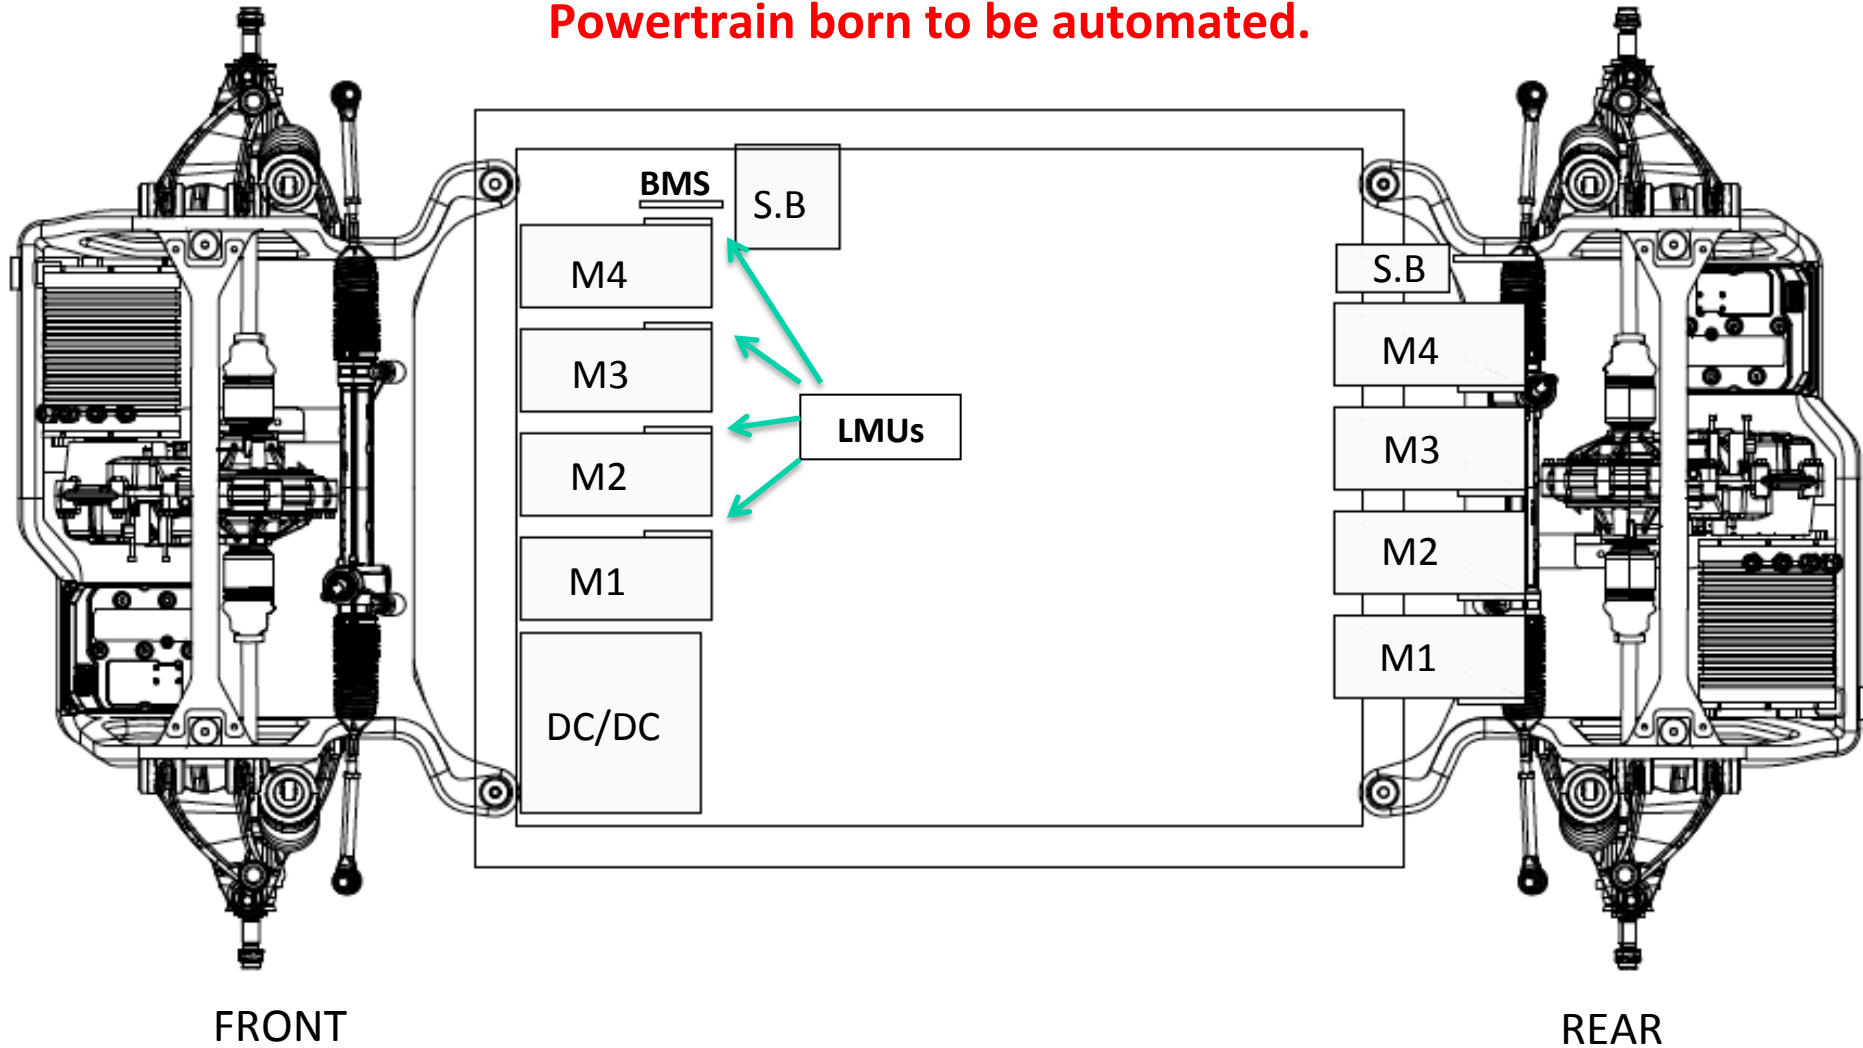 Powertrain born to be automated.
BMS
S.B
M4
M3
M2
M1
DC/DC
LMUs
S.B
M4
M3
M2
M1
FRONT
REAR